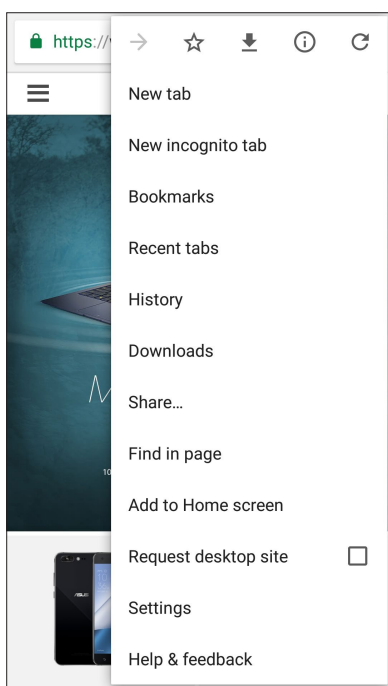 https://
New tab
New incognito tab
Bookmarks
Recent tabs
History
Downloads
Share...
Find in page
Add to Home screen
Request desktop site
Settings
Help & feedback